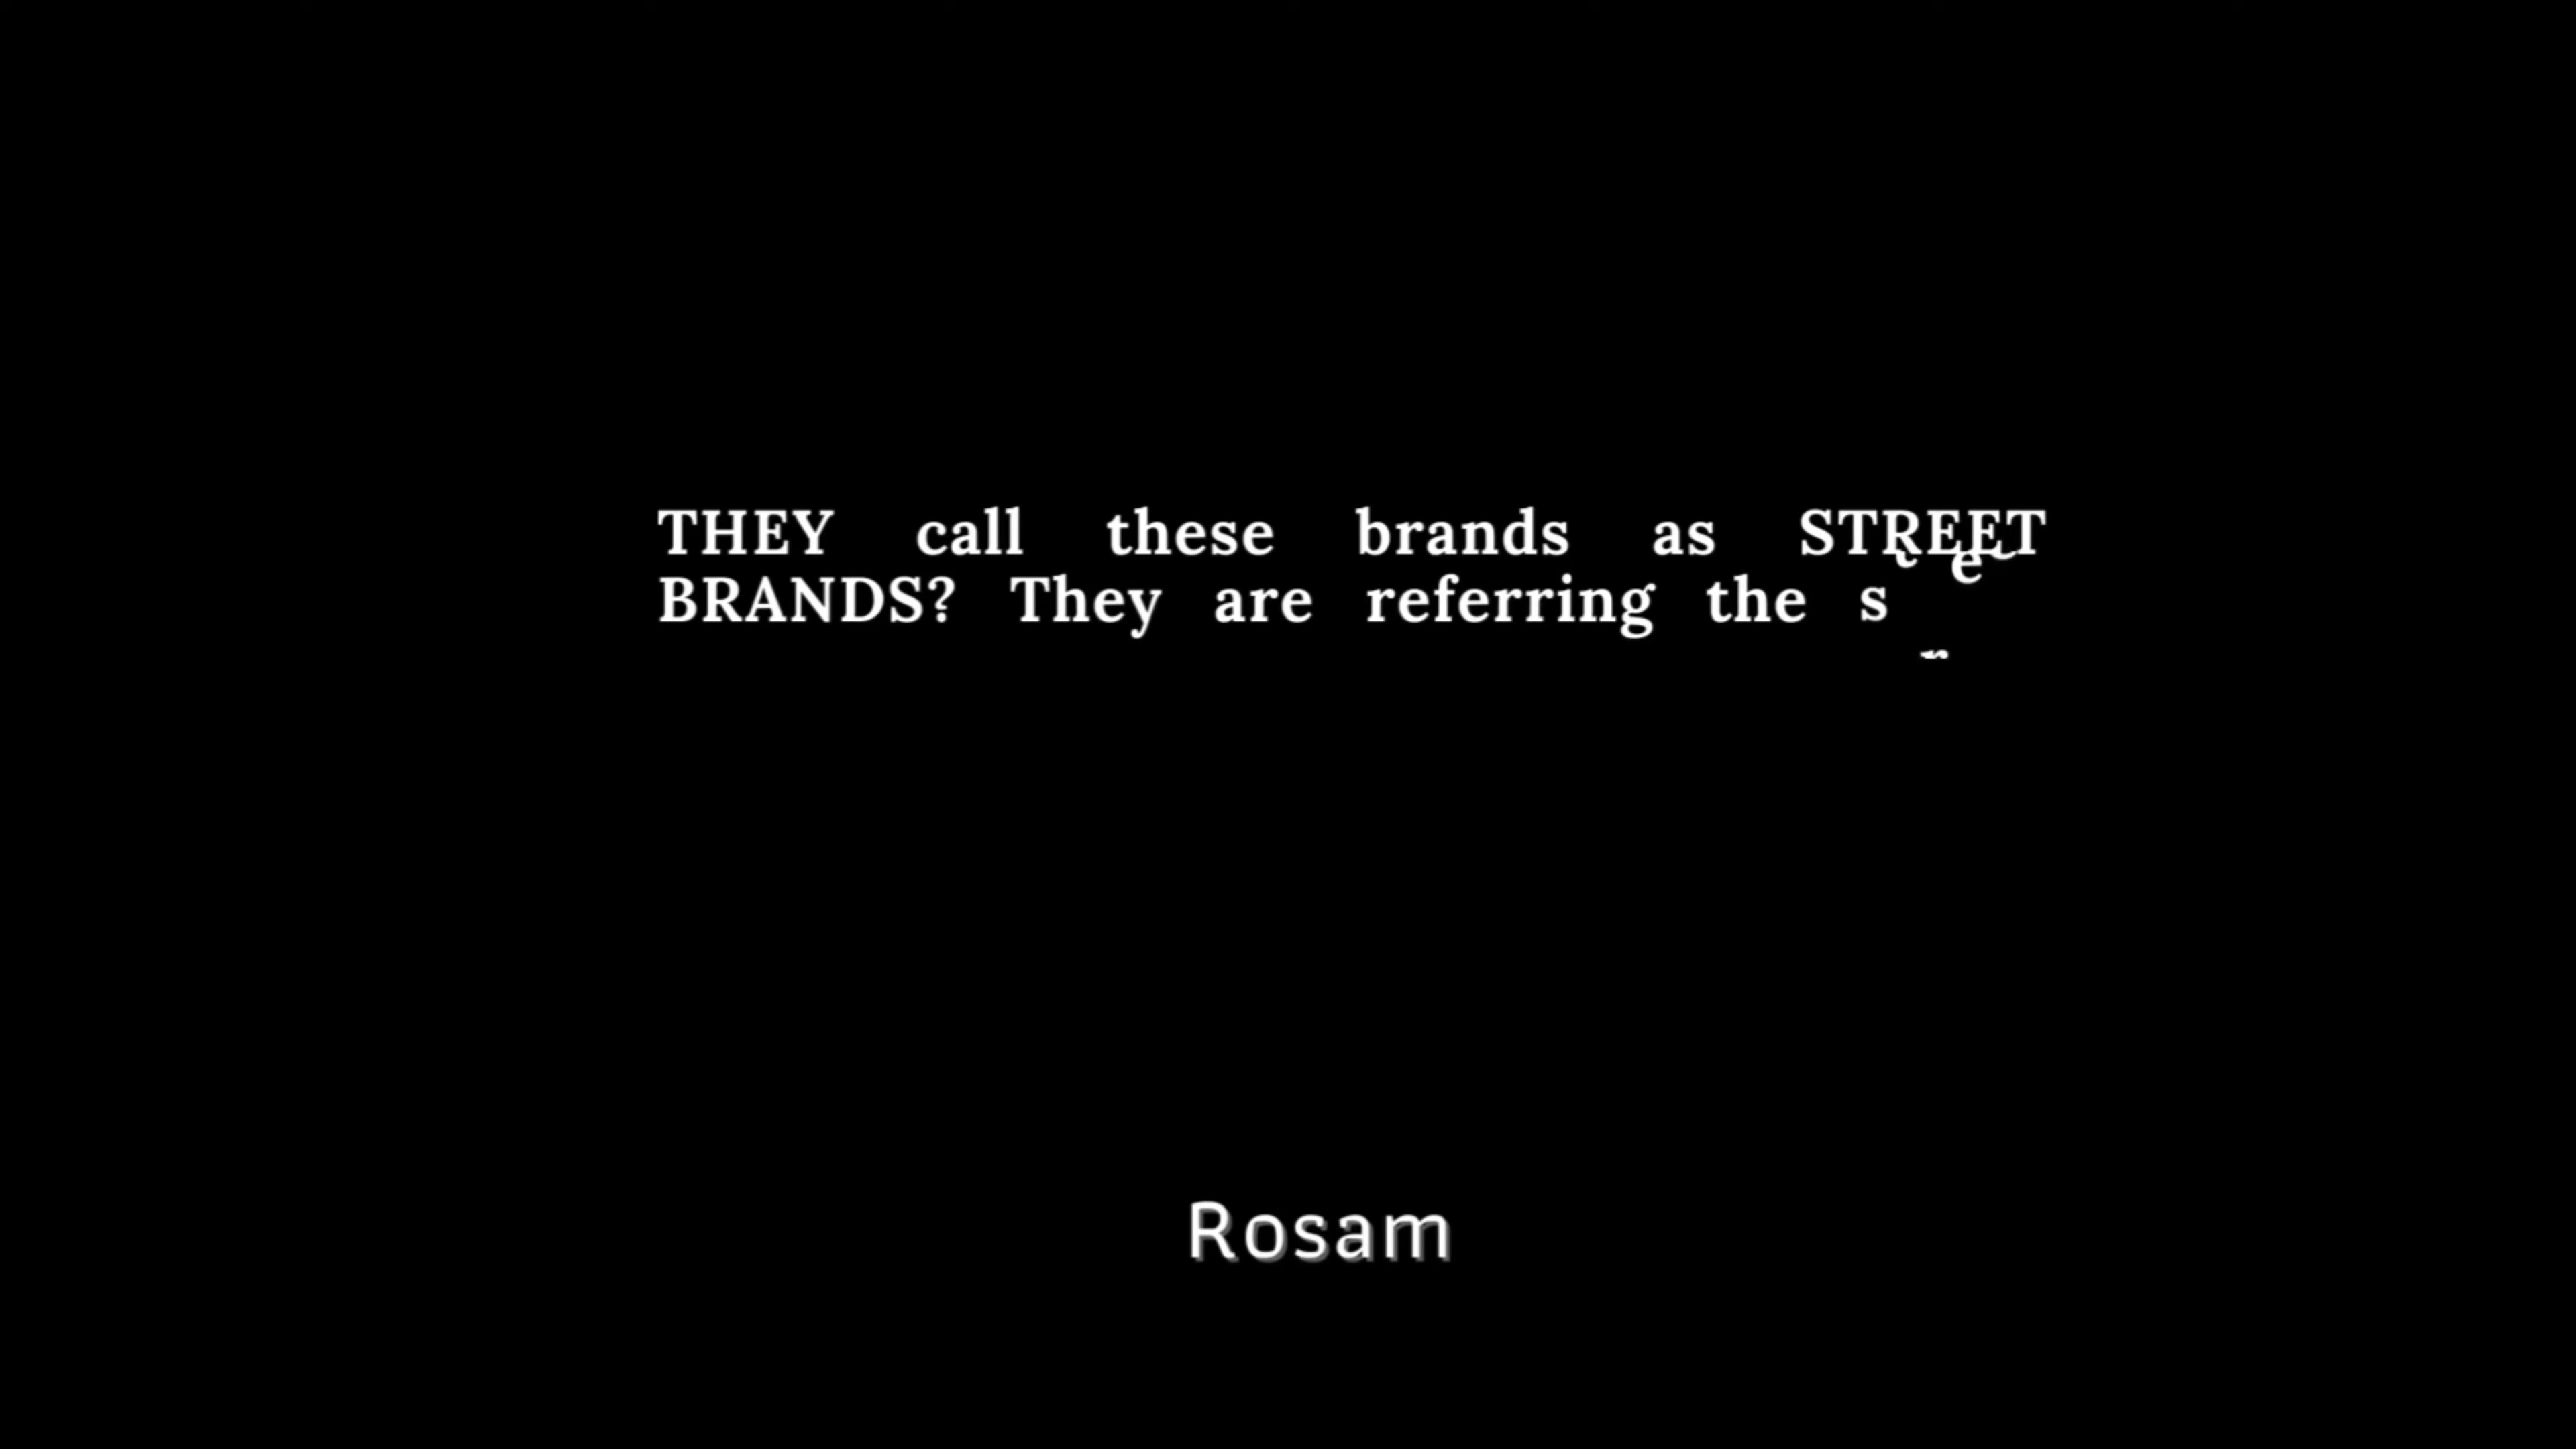 THEY call these brands as STREET
BRANDS? They are referring the
Rosam